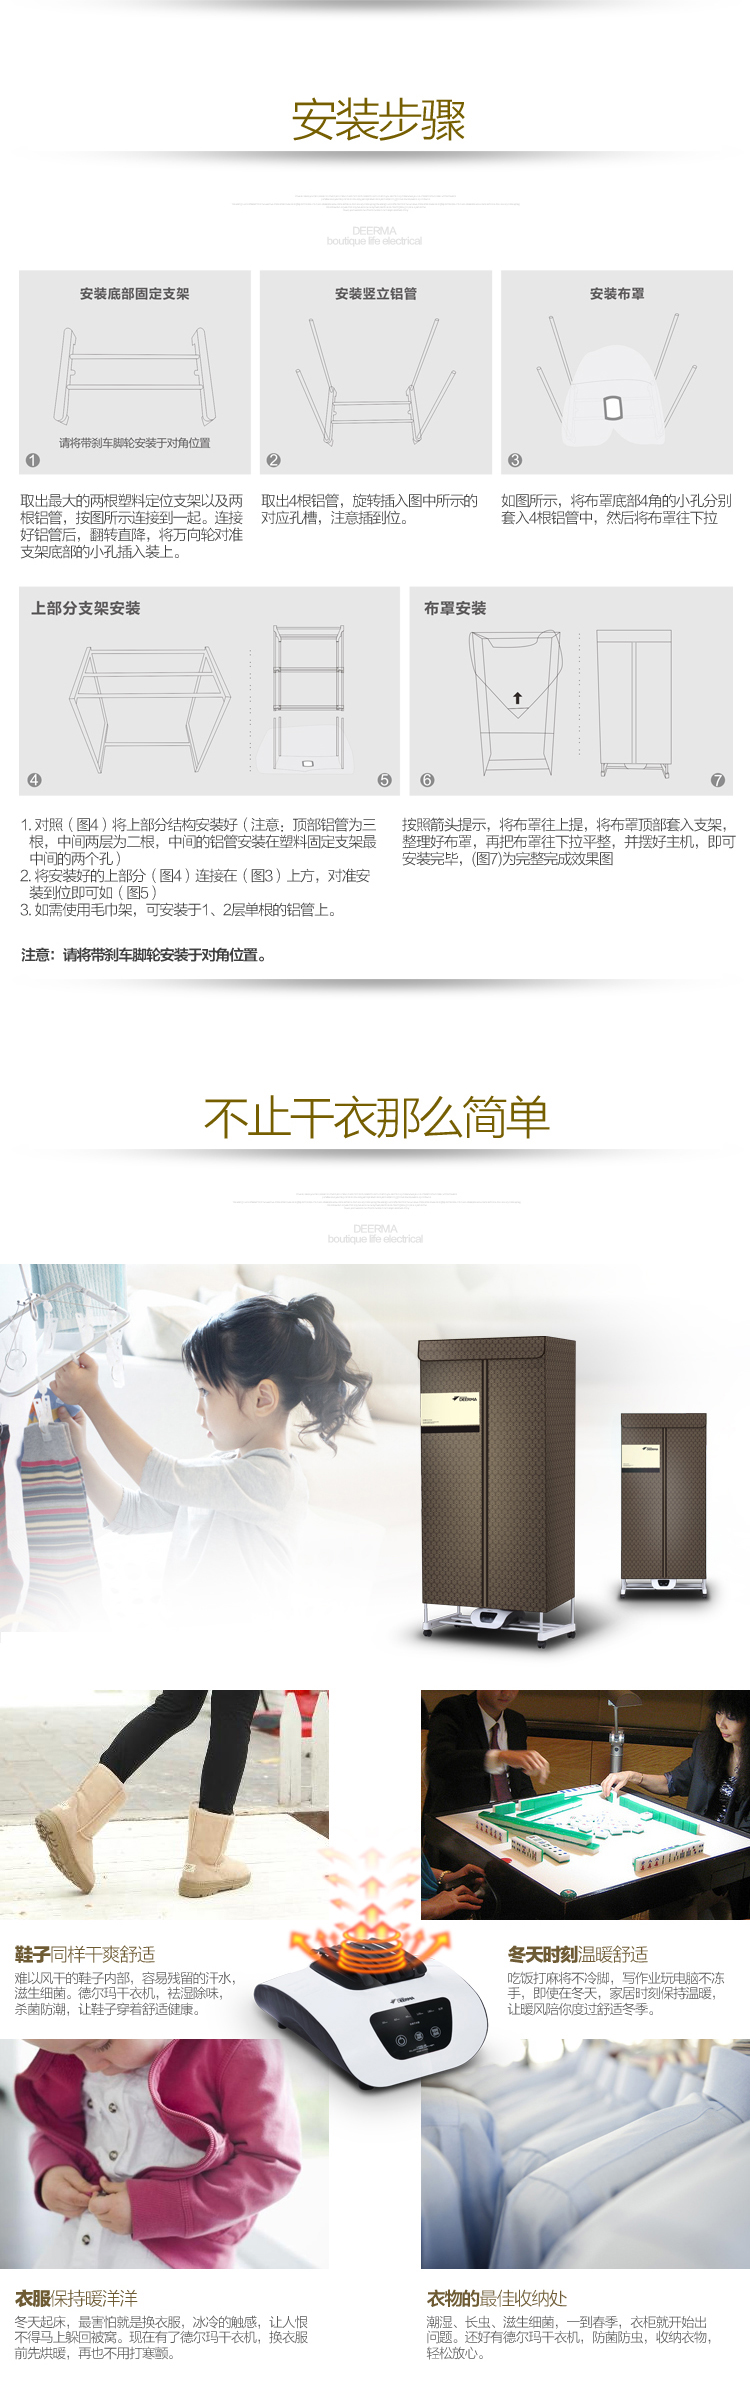 安装步骤
DEERMA
boutique life electrical
安装底部固定支架
请将带刹车脚轮安装于对角位置
1
安装竖立铝管
2
安装布罩
3
取出最大的两根塑料定位支架以及两
根铝管，按图所示连接到一起。连接
好铝管后，翻转直降，将万向轮对准
支架底部的小孔插入装上。
取出4根铝管，旋转插入图中所示的
对应孔槽，注意插到位。
如图所示，将布罩底部4角的小孔分别
套入4根铝管中，然后将布罩往下拉
上部分支架安装
4
5
布罩安装
6
7
1. 对照（图4）将上部分结构安装好（注意：顶部铝管为三
根，中间两层为二根，中间的铝管安装在塑料固定支架最
中间的两个孔）
2. 将安装好的上部分（图4）连接在（图3）上方，对准安
装到位即可如（图5）
3. 如需使用毛巾架，可安装于1、2层单根的铝管上。
按照箭头提示，将布罩往上提，将布罩顶部套入支架，
整理好布罩，再把布罩往下拉平整，并摆好主机，即可
安装完毕，(图7)为完整完成效果图
注意：请将带刹车脚轮安装于对角位置。
不止干衣那么简单
DEERMA
boutique life electrical
DEERMA
DEERMA
鞋子同样干爽舒适
难以风干的鞋子内部，容易残留的汗水，
滋生细菌。德尔玛干衣机，祛湿除味，
杀菌防潮，让鞋子穿着舒适健康。
冬天时刻温暖舒适
吃饭打麻将不冷脚，写作业玩电脑不冻
手，即使在冬天，家居时刻保持温暖，
让暖风陪你度过舒适冬季。
DEERMA
衣服保持暖洋洋
冬天起床，最害怕就是换衣服，冰冷的触感，让人恨
不得马上躲回被窝。现在有了德尔玛干衣机，换衣服
前先烘暖，再也不用打寒颤。
衣物的最佳收纳处
潮湿、长虫、滋生细菌，一到春季，衣柜就开始出
问题。还好有德尔玛干衣机，防菌防虫，收纳衣物，
轻松放心。